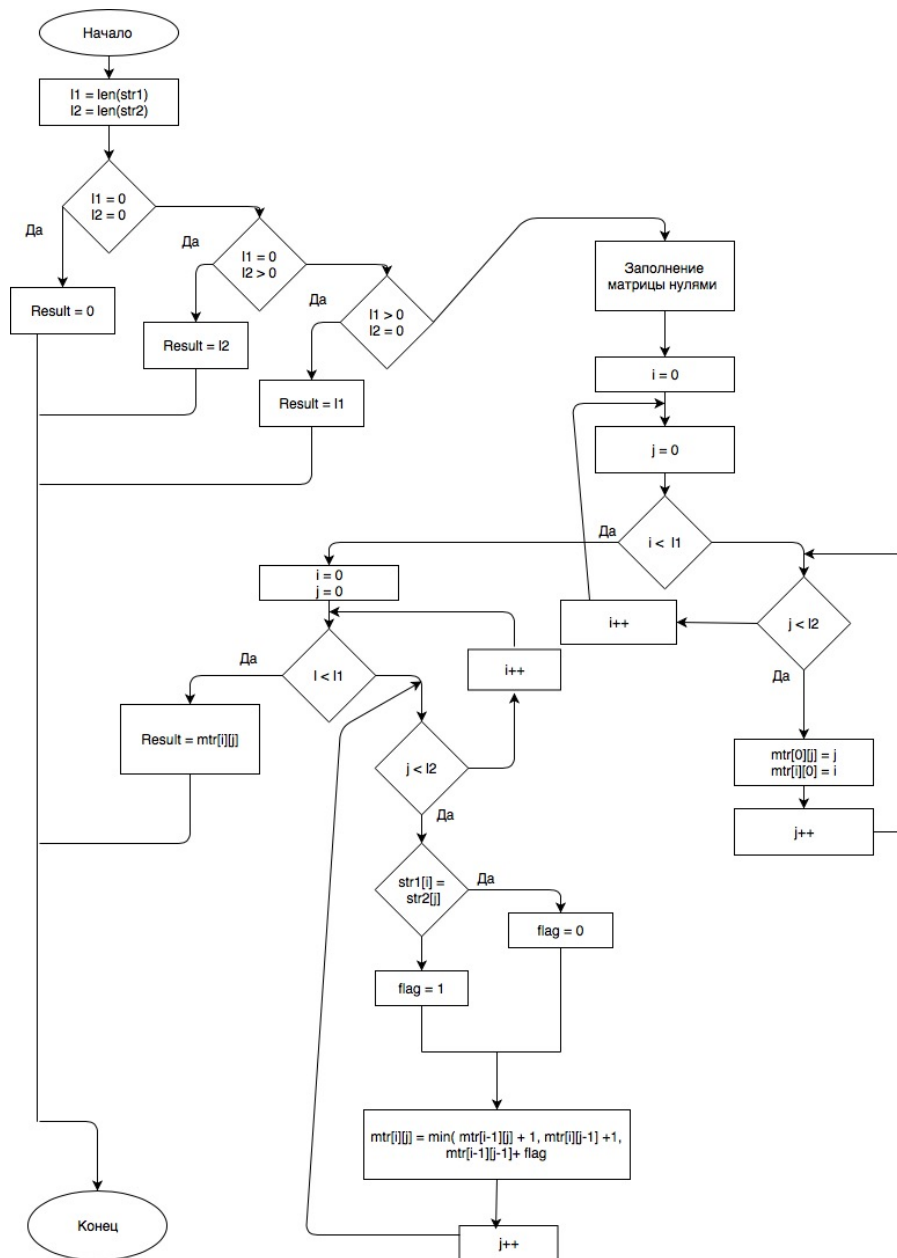 Начало
l1 = len(str1)
l2 = len(str2)
l1 = 0
l2 = 0
Да
Result = 0
l1 = 0
l2 > 0
Да
Result = l2
l1 > 0
l2 = 0
Да
Result = l1
Заполнение
матрицы нулями
i = 0
j = 0
i < l1
Да
j < l2
i++
Да
mtr[0][j] = j
mtr[i][0] = i
j++
i = 0
j = 0
I < l1
Да
Result = mtr[i][j]
i++
j < l2
Да
str1[i] =
str2[j]
Да
flag = 0
flag = 1
mtr[i][j] = min( mtr[i-1][j] + 1, mtr[i][j-1] +1,
mtr[i-1][j-1]+ flag
j++
Конец